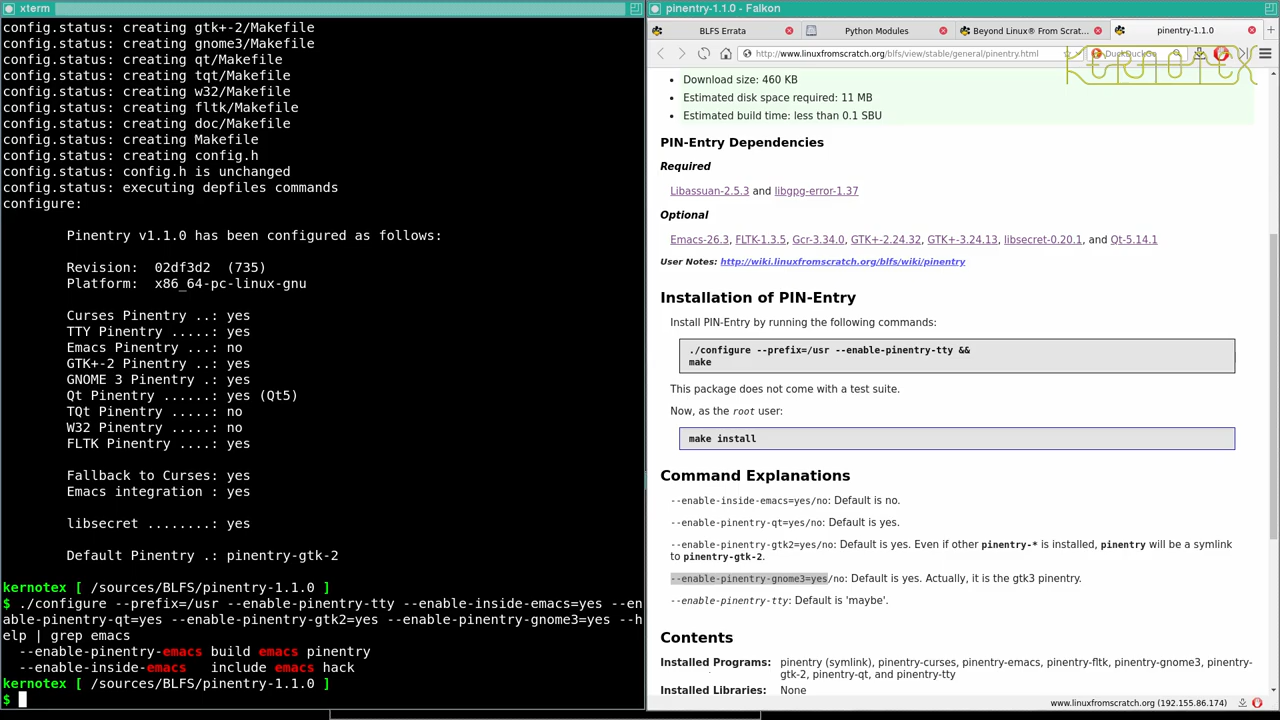 xterm
config.status: creating gtk+-2/Makefile
config.status: creating gnome3/Makefile
config.status: creating qt/Makefile
config.status: creating tqt/Makefile
config.status: creating w32/Makefile
config.status: creating fltk/Makefile
config.status: creating doc/Makefile
config.status: creating Makefile
config.status: creating config.h
config.status: config.h is unchanged
config.status: executing depfiles commands
configure:
Pinentry v1.1.0 has been configured as follows:
Revision:  02df3d2  (735)
Platform:  x86_64-pc-linux-gnu
Curses Pinentry ..: yes
TTY Pinentry .....: yes
Emacs Pinentry ...: no
GTK+-2 Pinentry ..: yes
GNOME 3 Pinentry .: yes
Qt Pinentry ......: yes (Qt5)
TQt Pinentry .....: no
W32 Pinentry .....: no
FLTK Pinentry ....: yes
Fallback to Curses: yes
Emacs integration : yes
libsecret ........: yes
Default Pinentry .: pinentry-gtk-2
kernotex [ /sources/BLFS/pinentry-1.1.0 ]
$ ./configure --prefix=/usr --enable-pinentry-tty --enable-inside-emacs=yes --en
able-pinentry-qt=yes --enable-pinentry-gtk2=yes --enable-pinentry-gnome3=yes --h
elp | grep emacs
--enable-pinentry-emacs build emacs pinentry
--enable-inside-emacs   include emacs hack
kernotex [ /sources/BLFS/pinentry-1.1.0 ]
$
pinentry-1.1.0 - Falkon
BLFS Errata
Python Modules
Beyond Linux® From Scrat...
pinentry-1.1.0
http://www.linuxfromscratch.org/blfs/view/stable/general/pinentry.html
DuckDuckGo
KERNOTEX
Download size: 460 KB
Estimated disk space required: 11 MB
Estimated build time: less than 0.1 SBU
PIN-Entry Dependencies
Required
Libassuan-2.5.3 and libgpg-error-1.37
Optional
Emacs-26.3, FLTK-1.3.5, Gcr-3.34.0, GTK+-2.24.32, GTK+-3.24.13, libsecret-0.20.1, and Qt-5.14.1
User Notes: http://wiki.linuxfromscratch.org/blfs/wiki/pinentry
Installation of PIN-Entry
Install PIN-Entry by running the following commands:
./configure --prefix=/usr --enable-pinentry-tty &&
make
This package does not come with a test suite.
Now, as the root user:
make install
Command Explanations
--enable-inside-emacs=yes/no: Default is no.
--enable-pinentry-qt=yes/no: Default is yes.
--enable-pinentry-gtk2=yes/no: Default is yes. Even if other pinentry-* is installed, pinentry will be a symlink
to pinentry-gtk-2.
--enable-pinentry-gnome3=yes/no: Default is yes. Actually, it is the gtk3 pinentry.
--enable-pinentry-tty: Default is 'maybe'.
Contents
Installed Programs: pinentry (symlink), pinentry-curses, pinentry-emacs, pinentry-fltk, pinentry-gnome3, pinentry-
gtk-2, pinentry-qt, and pinentry-tty
Installed Libraries: None
www.linuxfromscratch.org (192.155.86.174)